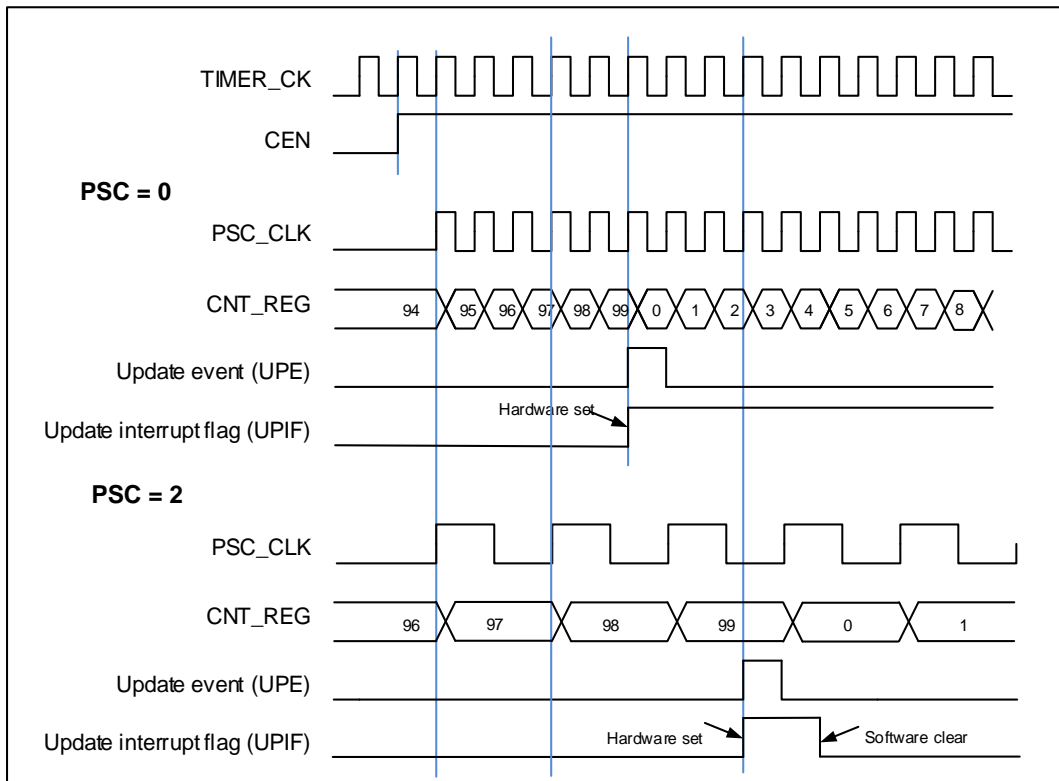 TIMER_CK
CEN
PSC = 0
PSC_CLK
CNT_REG 94 95 96 97 98 99 0 1 2 3 4 5 6 7 8
Update event (UPE)
Hardware set
Update interrupt flag (UPIF)
PSC = 2
PSC_CLK
CNT_REG 96 97 98 99 0 1
Update event (UPE)
Update interrupt flag (UPIF) Hardware set Software clear